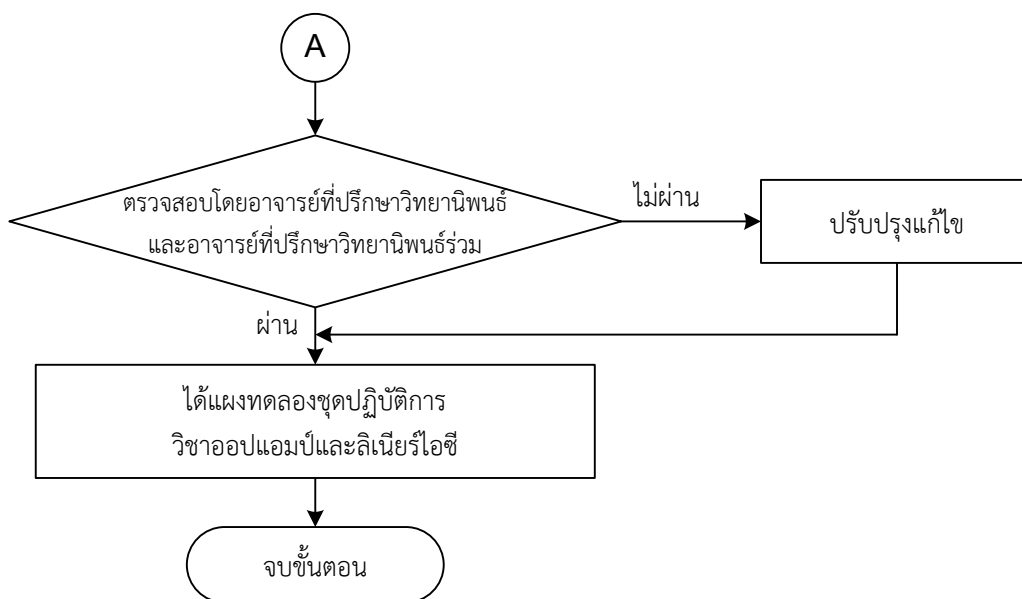 A
ตรวจสอบโดยอาจารย์ที่ปรึกษาวิทยานิพนธ์
และอาจารย์ที่ปรึกษาวิทยานิพนธ์ร่วม
ไม่ผ่าน
ปรับปรุงแก้ไข
ผ่าน
ได้แผงทดลองชุดปฏิบัติการ
วิชาออปแอมป์และลิเนียร์ไอซี
จบขั้นตอน